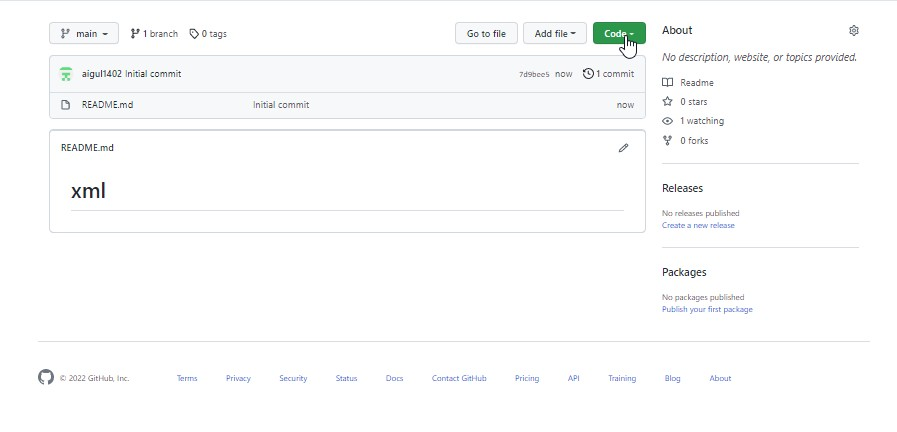 main
1 branch
0 tags
Go to file
Add file
Code
aigul1402 Initial commit
7d9bee5 now
1 commit
README.md
Initial commit
now
README.md
xml
About
No description, website, or topics provided.
Readme
0 stars
1 watching
0 forks
Releases
No releases published
Create a new release
Packages
No packages published
Publish your first package
© 2022 GitHub, Inc.
Terms
Privacy
Security
Status
Docs
Contact GitHub
Pricing
API
Training
Blog
About